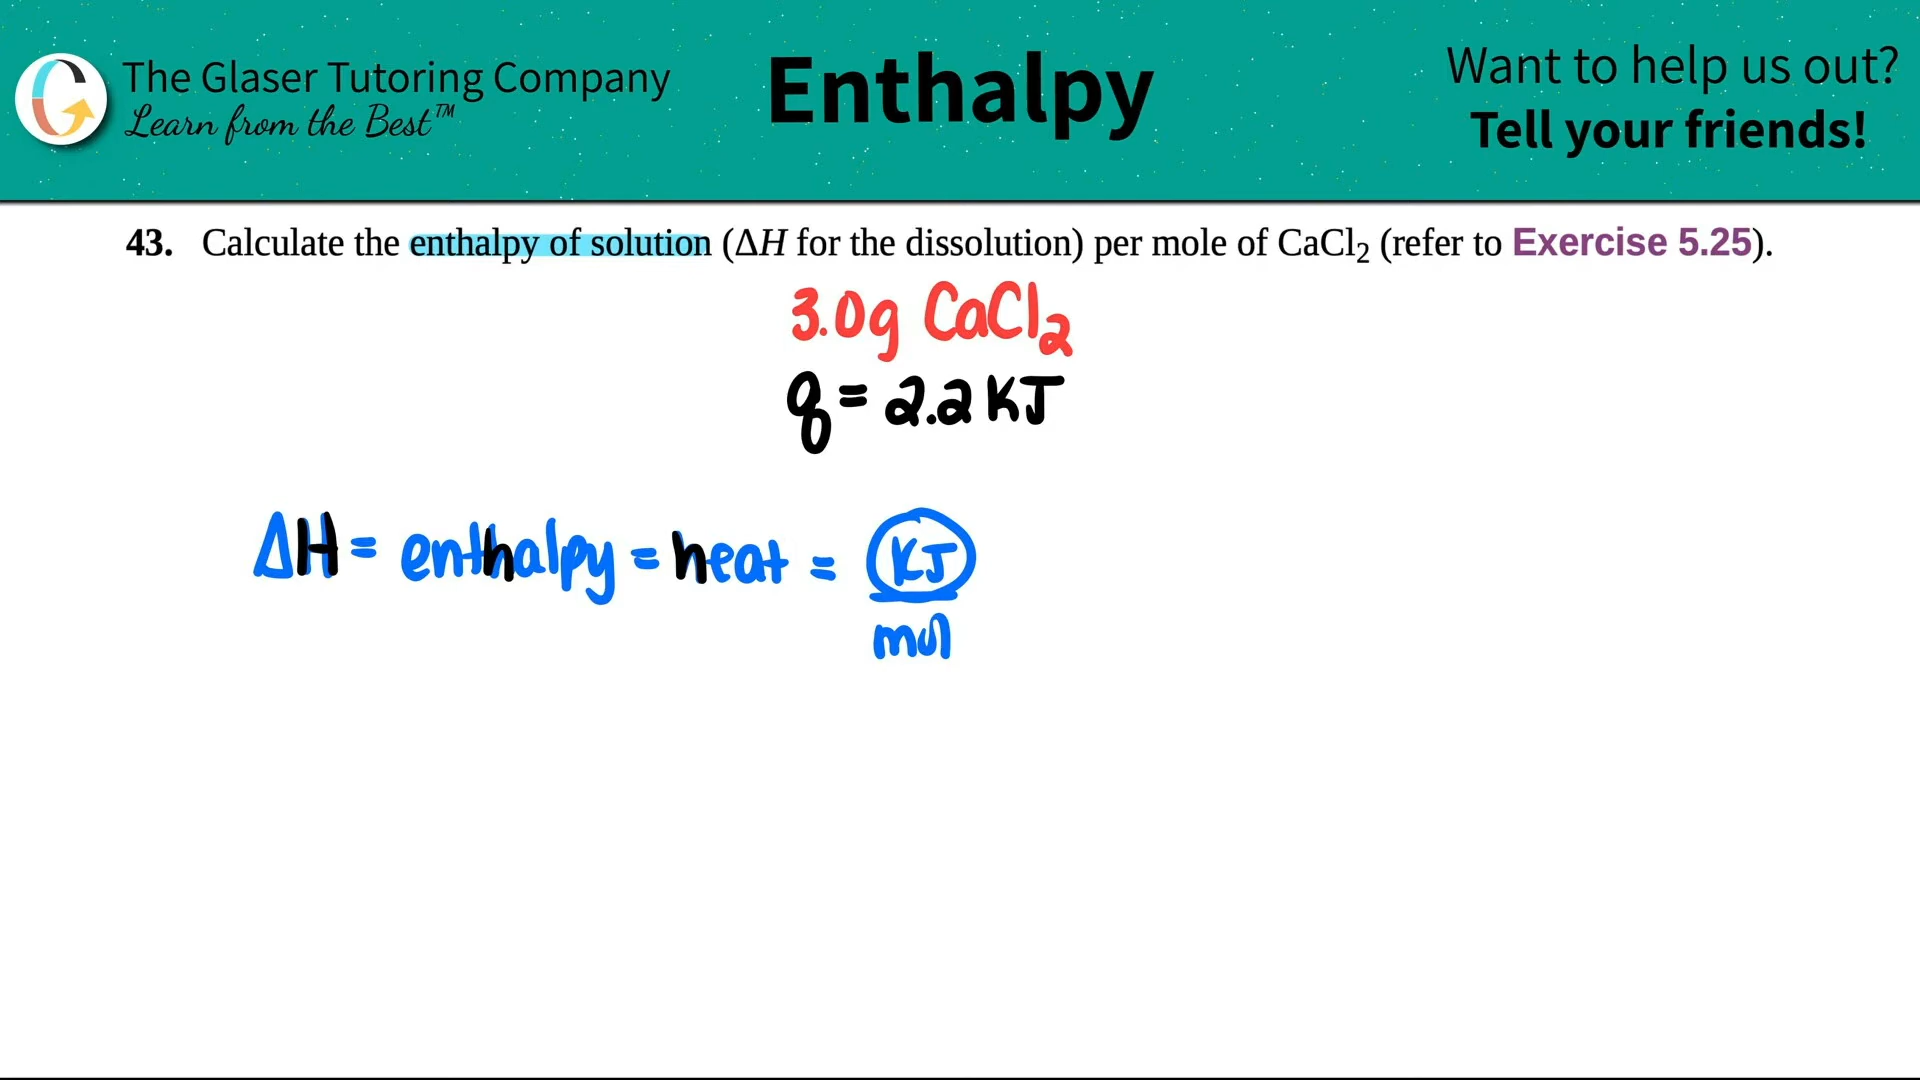 The Glaser Tutoring Company
Learn from the Best™
Enthalpy
Want to help us out?
Tell your friends!
43. Calculate the enthalpy of solution (ΔH for the dissolution) per mole of CaCl₂ (refer to Exercise 5.25).
3.0g CaCl₂
q = 2.2 KJ
ΔH = enthalpy = heat = KJ
mol